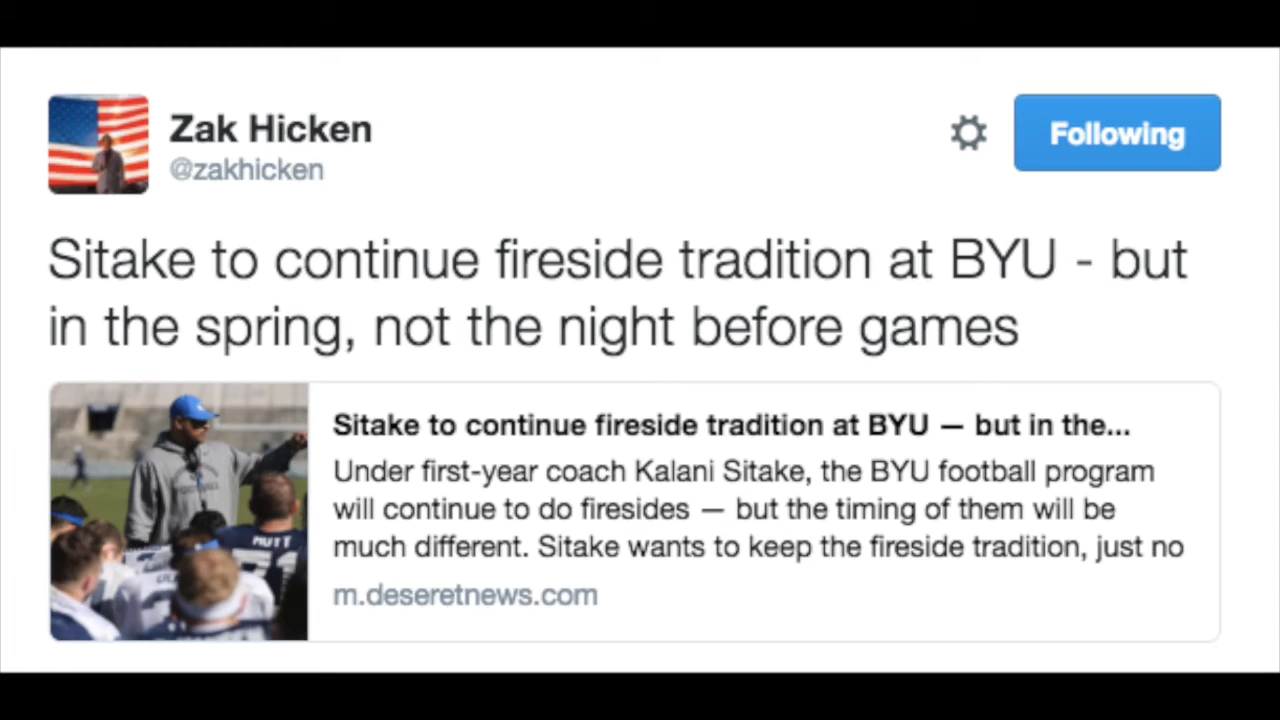 Zak Hicken
@zakhicken
Following
Sitake to continue fireside tradition at BYU - but
in the spring, not the night before games
Sitake to continue fireside tradition at BYU — but in the...
Under first-year coach Kalani Sitake, the BYU football program
will continue to do firesides — but the timing of them will be
much different. Sitake wants to keep the fireside tradition, just no
m.deseretnews.com
MUTT
71